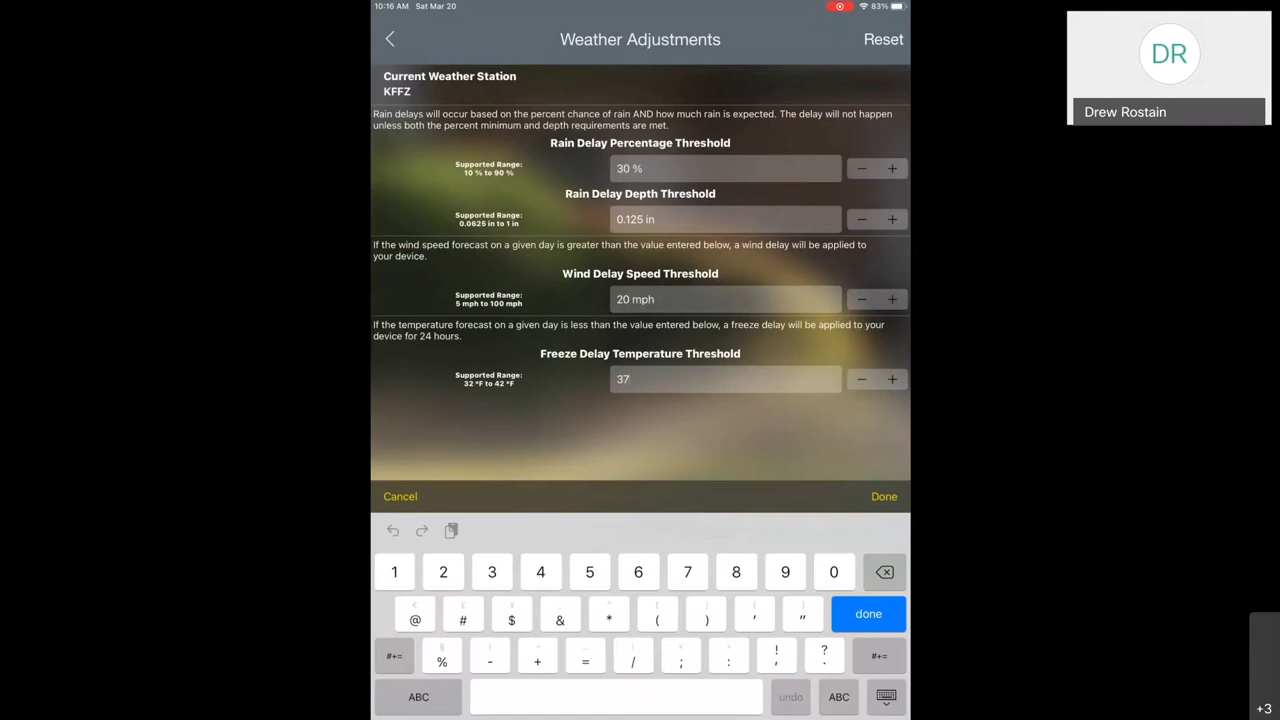 10:16 AM Sat Mar 20
83%
Weather Adjustments
Reset
DR
Drew Rostain
Current Weather Station
KFFZ
Rain delays will occur based on the percent chance of rain AND how much rain is expected. The delay will not happen
unless both the percent minimum and depth requirements are met.
Rain Delay Percentage Threshold
Supported Range:
10 % to 90 %
30 %
− +
Rain Delay Depth Threshold
Supported Range:
0.0625 in to 1 in
0.125 in
− +
If the wind speed forecast on a given day is greater than the value entered below, a wind delay will be applied to
your device.
Wind Delay Speed Threshold
Supported Range:
5 mph to 100 mph
20 mph
− +
If the temperature forecast on a given day is less than the value entered below, a freeze delay will be applied to your
device for 24 hours.
Freeze Delay Temperature Threshold
Supported Range:
32 °F to 42 °F
37
− +
Cancel
Done
1 2 3 4 5 6 7 8 9 0
@ # $ & * ( ) ' "
done
#+= % - + = / ; : ! , ? . #+=
ABC
undo
ABC
+3